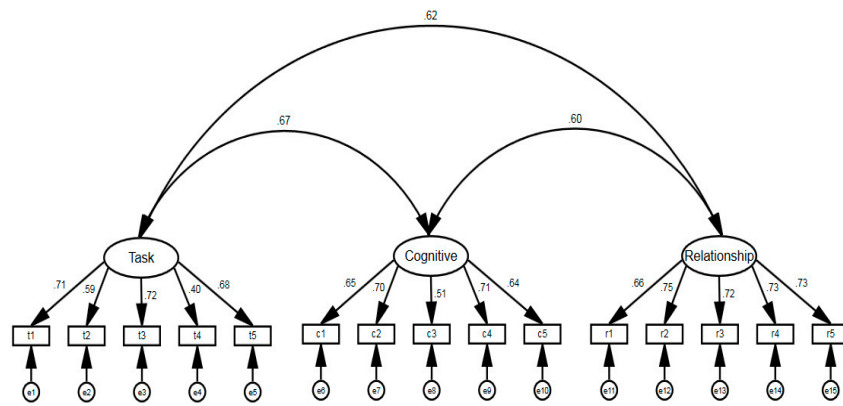 .62
.67 .60
Task Cognitive Relationship
.71 .59 .72 .40 .68 .65 .70 .51 .71 .64 .66 .75 .72 .73 .73
t1 t2 t3 t4 t5 c1 c2 c3 c4 c5 r1 r2 r3 r4 r5
e1 e2 e3 e4 e5 e6 e7 e8 e9 e10 e11 e12 e13 e14 e15